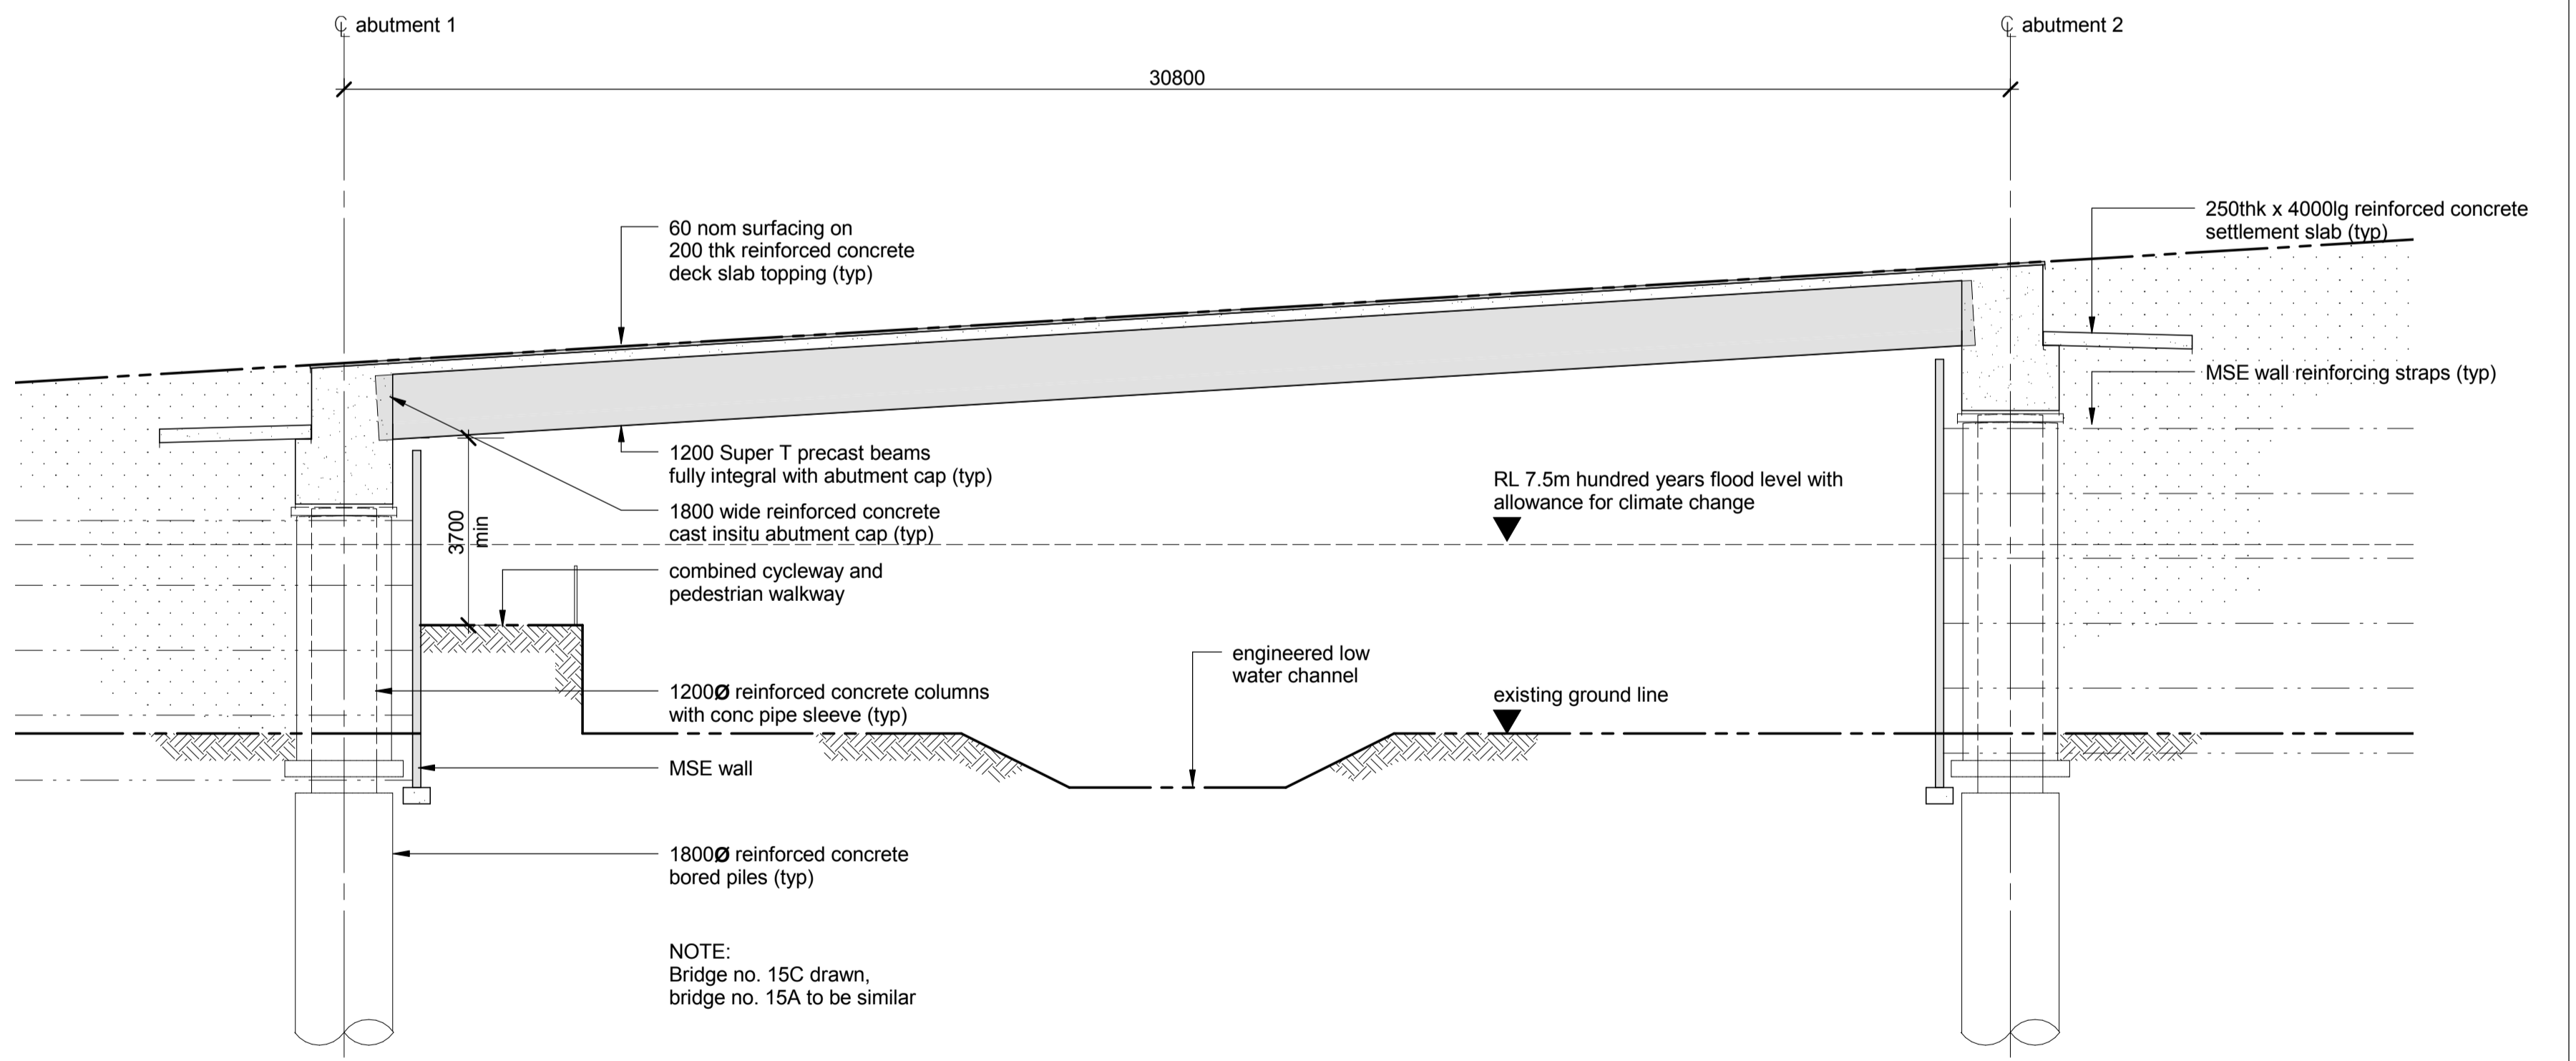 ℄ abutment 1
℄ abutment 2
30800
60 nom surfacing on
200 thk reinforced concrete
deck slab topping (typ)
250thk x 4000lg reinforced concrete
settlement slab (typ)
MSE wall reinforcing straps (typ)
1200 Super T precast beams
fully integral with abutment cap (typ)
RL 7.5m hundred years flood level with
allowance for climate change
1800 wide reinforced concrete
cast insitu abutment cap (typ)
3700
min
combined cycleway and
pedestrian walkway
engineered low
water channel
existing ground line
1200Ø reinforced concrete columns
with conc pipe sleeve (typ)
MSE wall
1800Ø reinforced concrete
bored piles (typ)
NOTE:
Bridge no. 15C drawn,
bridge no. 15A to be similar